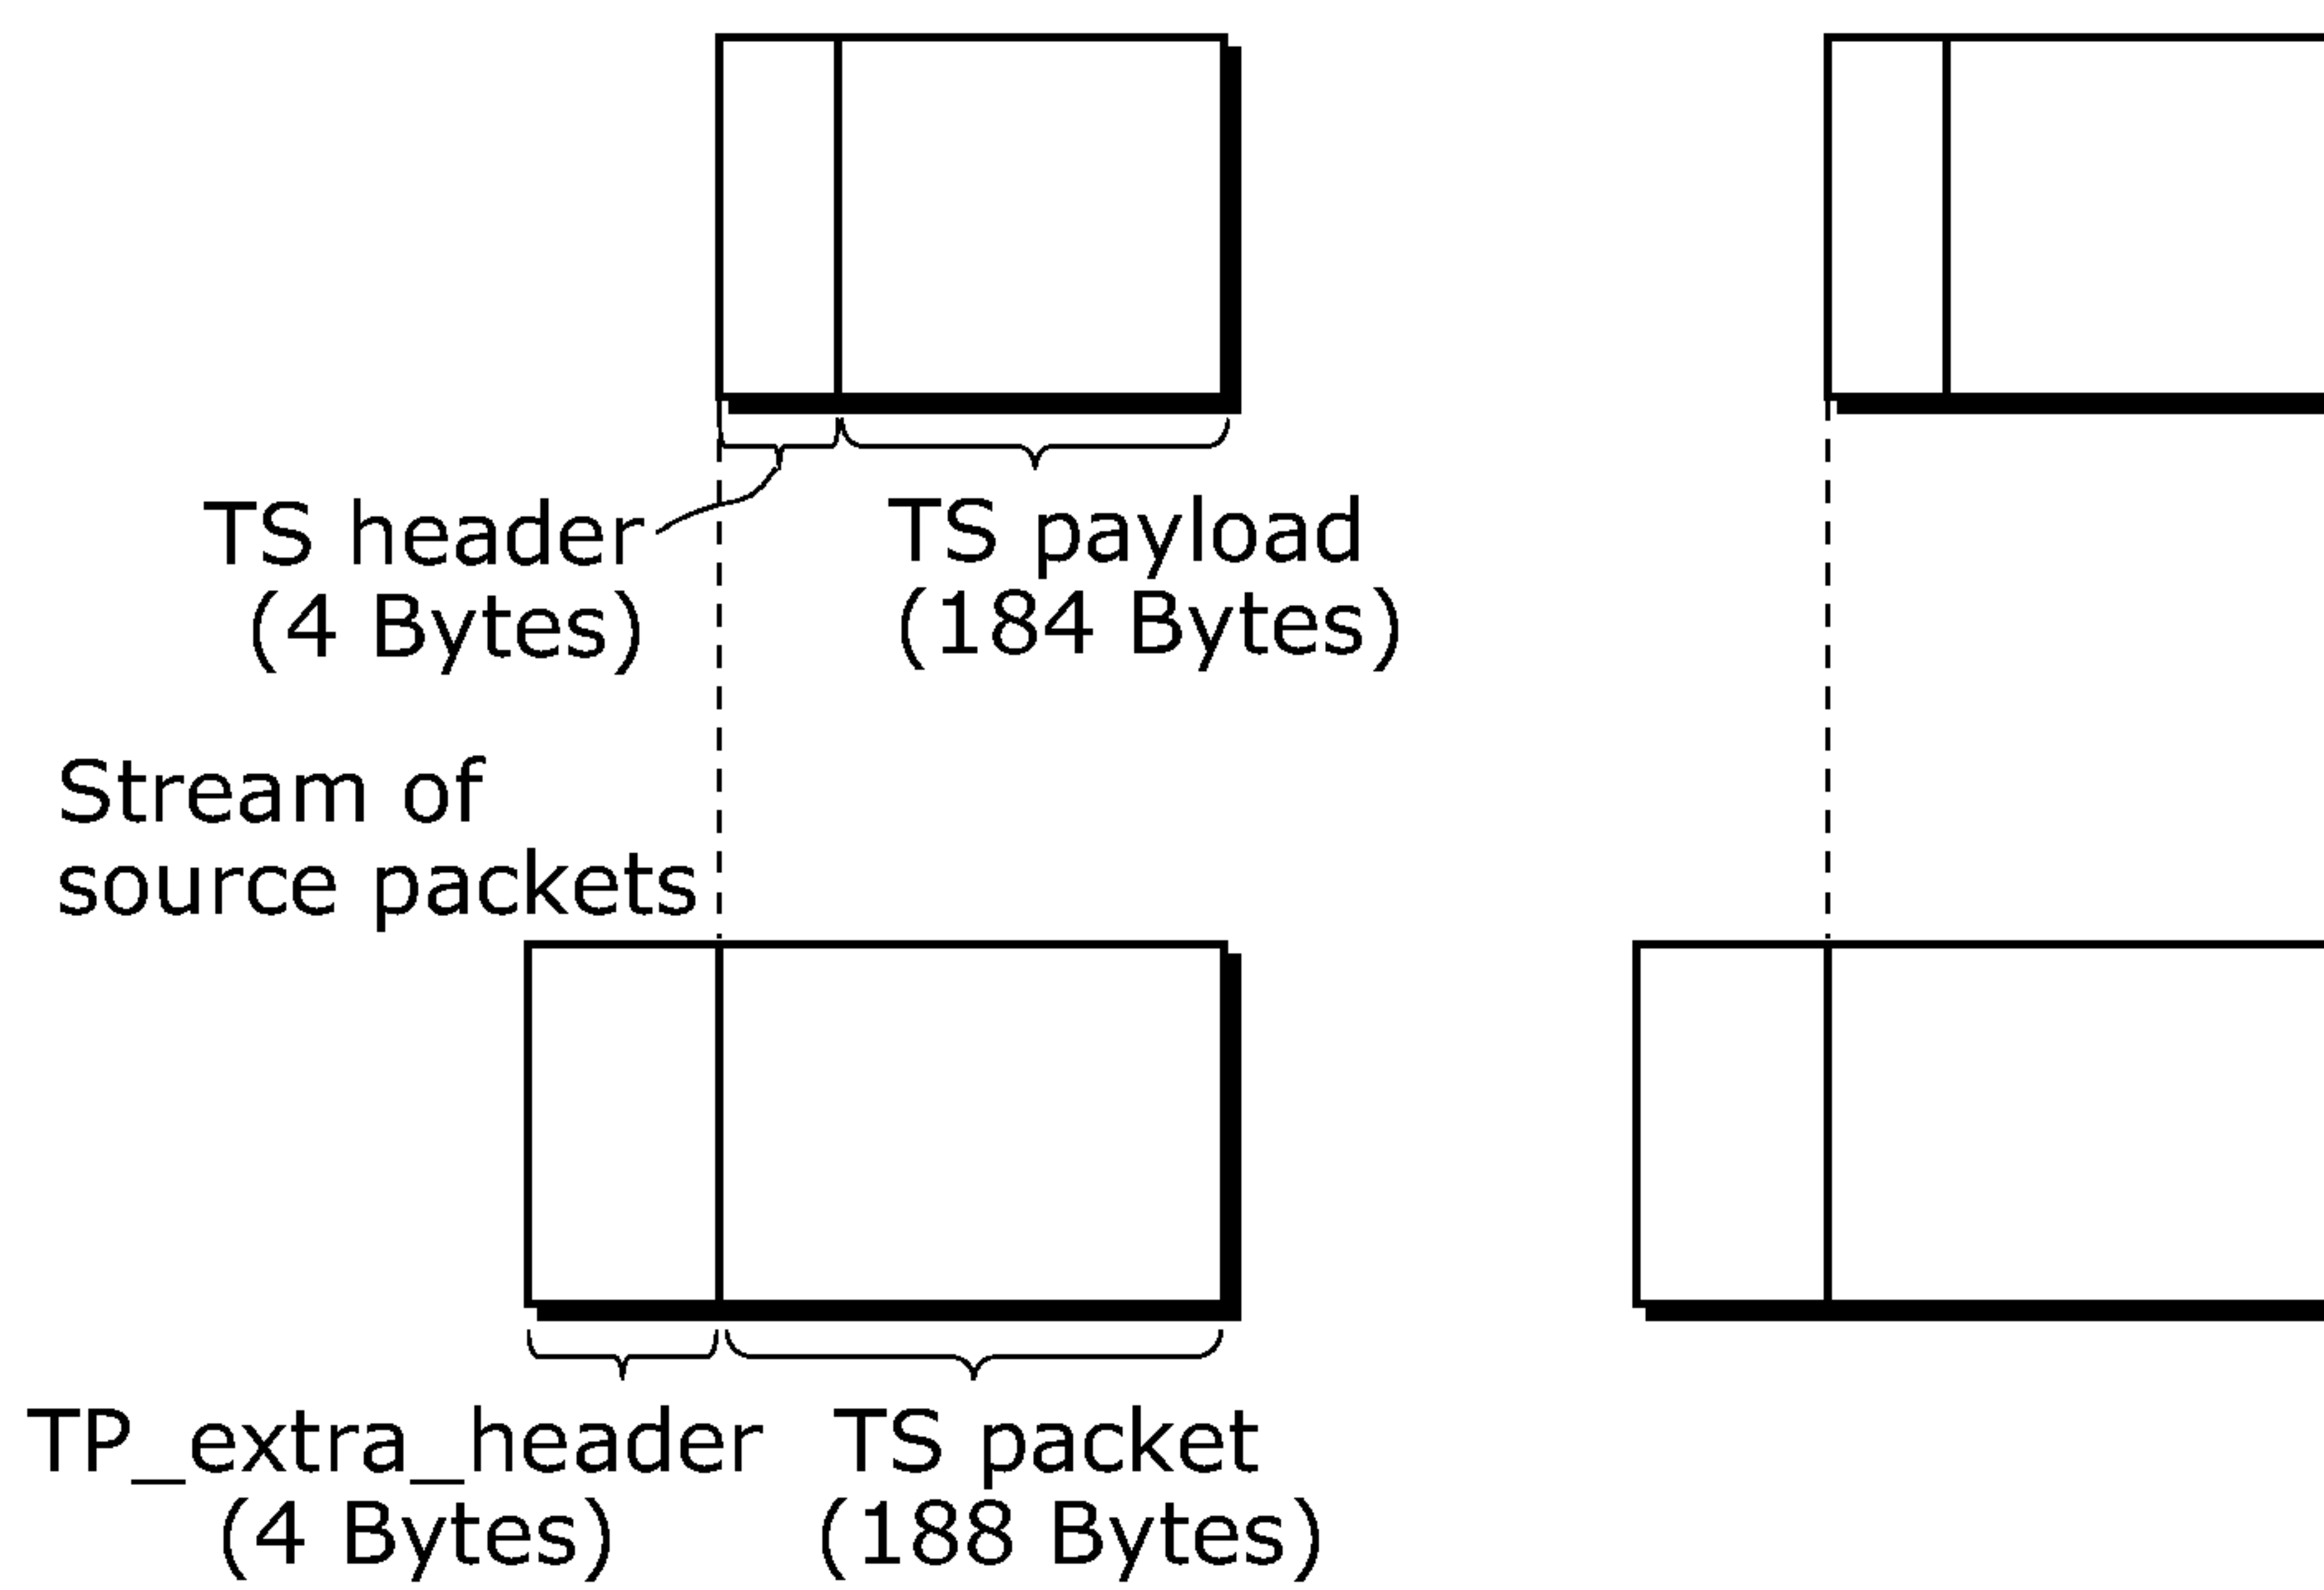 TS header
(4 Bytes)
TS payload
(184 Bytes)
Stream of
source packets
TP_extra_header
(4 Bytes)
TS packet
(188 Bytes)